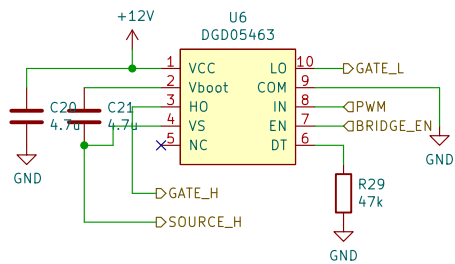 +12V
U6
DGD05463
1 VCC LO 10 GATE_L
2 Vboot COM 9
3 HO IN 8 PWM
4 VS EN 7 BRIDGE_EN
5 NC DT 6
C20 C21
4.7u 4.7u
GND
GND
R29
47k
GATE_H
SOURCE_H
GND